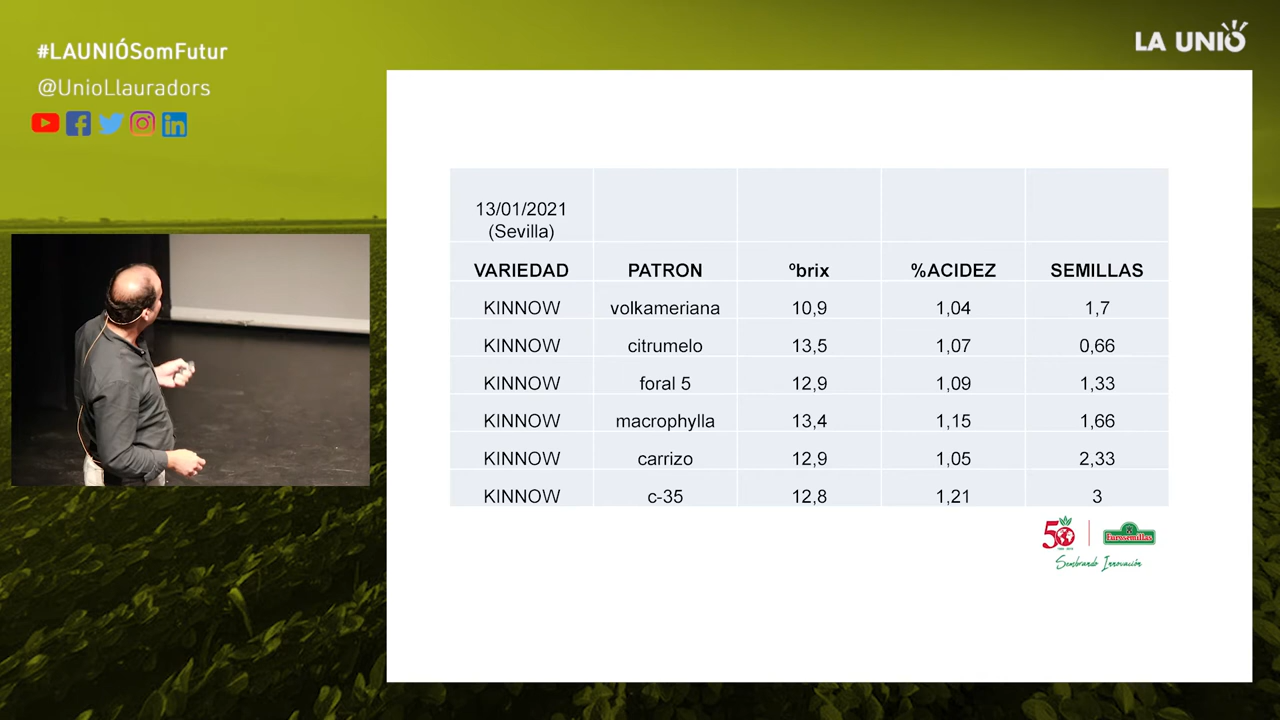 #LAUNIÓSomFutur
@UnioLlauradors
LA UNIÓ
13/01/2021
(Sevilla)
VARIEDAD PATRON ºbrix %ACIDEZ SEMILLAS
KINNOW volkameriana 10,9 1,04 1,7
KINNOW citrumelo 13,5 1,07 0,66
KINNOW foral 5 12,9 1,09 1,33
KINNOW macrophylla 13,4 1,15 1,66
KINNOW carrizo 12,9 1,05 2,33
KINNOW c-35 12,8 1,21 3
50 Eurosemillas
Sembrando Innovación